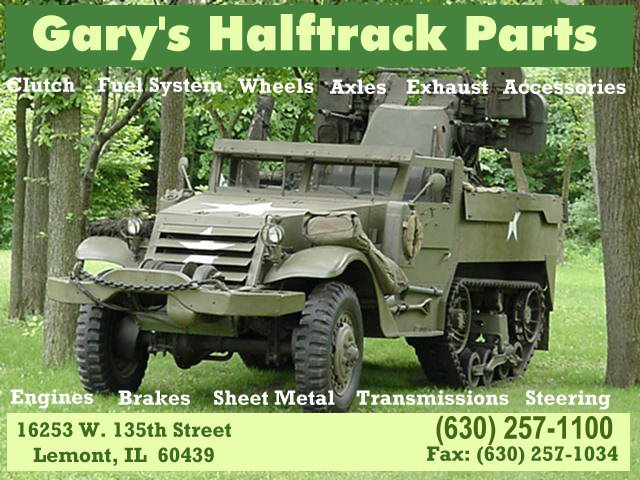 Gary's Halftrack Parts
Clutch Fuel System Wheels Axles Exhaust Accessories
Engines Brakes Sheet Metal Transmissions Steering
16253 W. 135th Street
Lemont, IL 60439
(630) 257-1100
Fax: (630) 257-1034